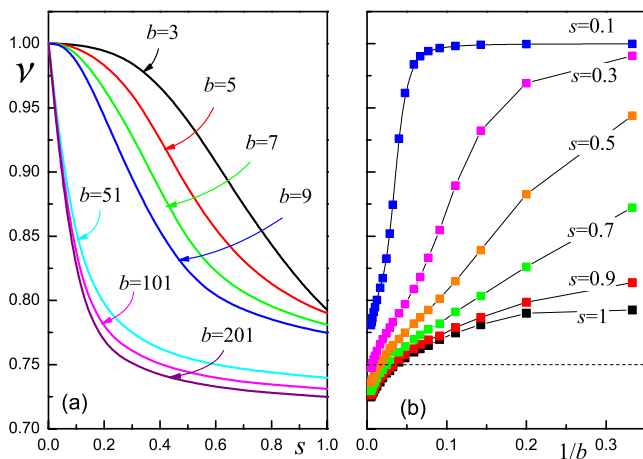 1.00
ν
0.95
0.90
0.85
0.80
0.75
0.70
b=3
b=5
b=7
b=9
b=51
b=101
b=201
(a)
0.0 0.2 0.4 0.6 0.8 1.0
s
s=0.1
s=0.3
s=0.5
s=0.7
s=0.9
s=1
(b)
0.0 0.1 0.2 0.3
1/b